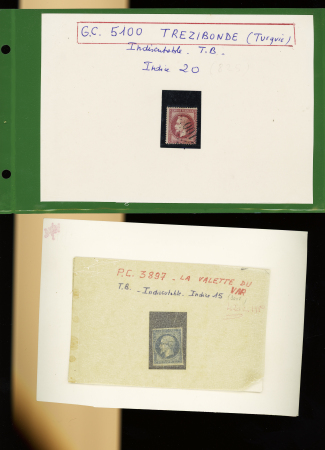 G.C. 5100 TREZIBONDE (Turquie)
Indiscutable. T.B.
Indice 20
P.C. 3897 - LA VALETTE DU VAR
T.B. - Indiscutable. Indice 15